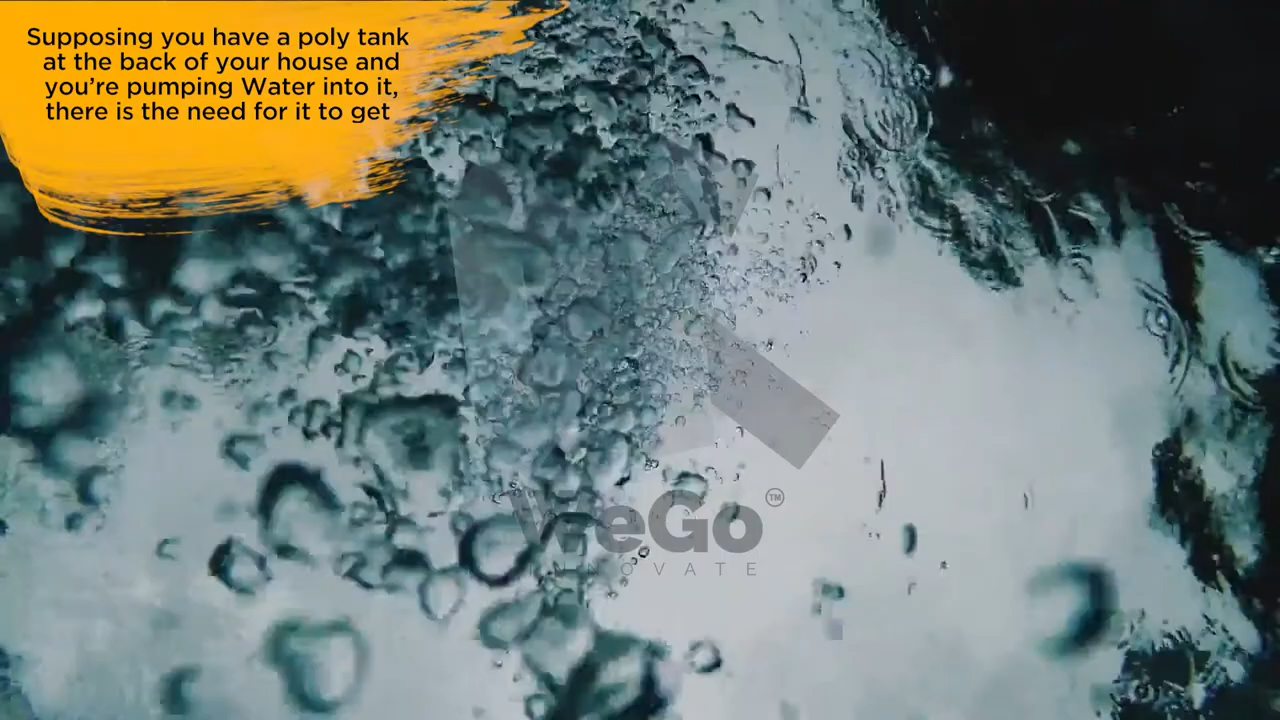 Supposing you have a poly tank
at the back of your house and
you’re pumping Water into it,
there is the need for it to get
WeGo™
INNOVATE